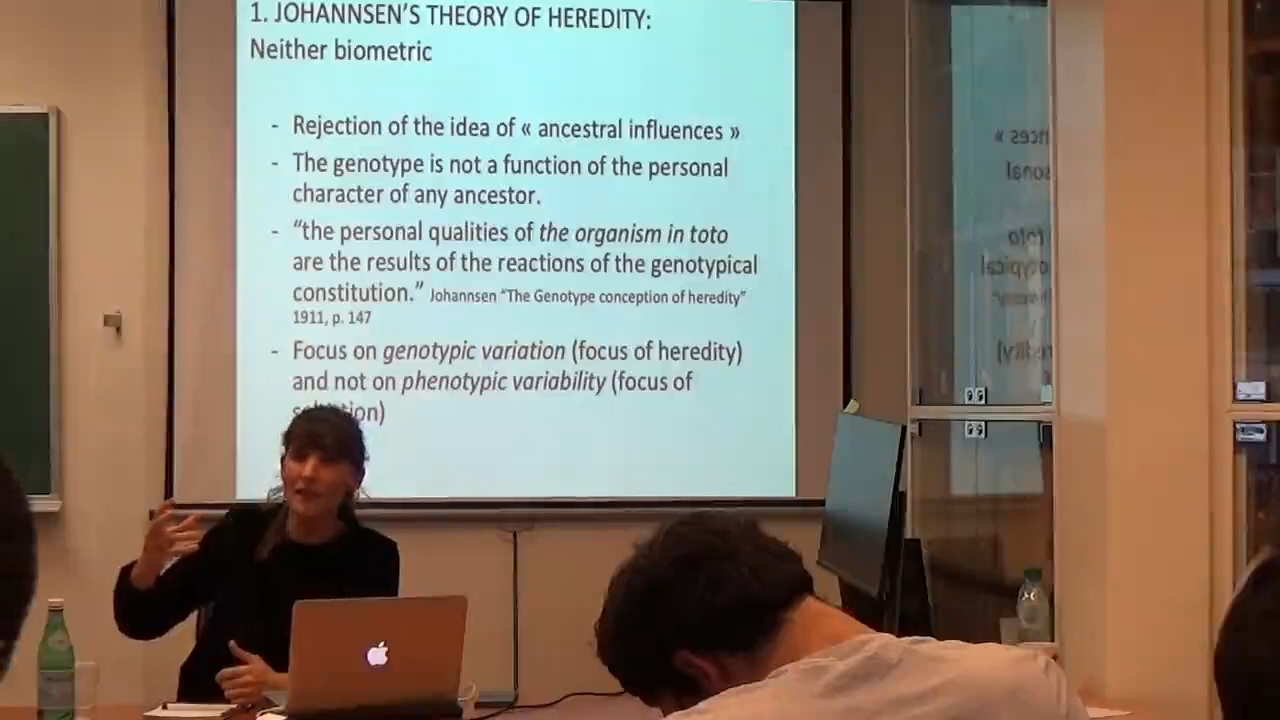 1. JOHANNSEN'S THEORY OF HEREDITY:
Neither biometric
- Rejection of the idea of « ancestral influences »
- The genotype is not a function of the personal
character of any ancestor.
- "the personal qualities of the organism in toto
are the results of the reactions of the genotypical
constitution." Johannsen "The Genotype conception of heredity"
1911, p. 147
- Focus on genotypic variation (focus of heredity)
and not on phenotypic variability (focus of